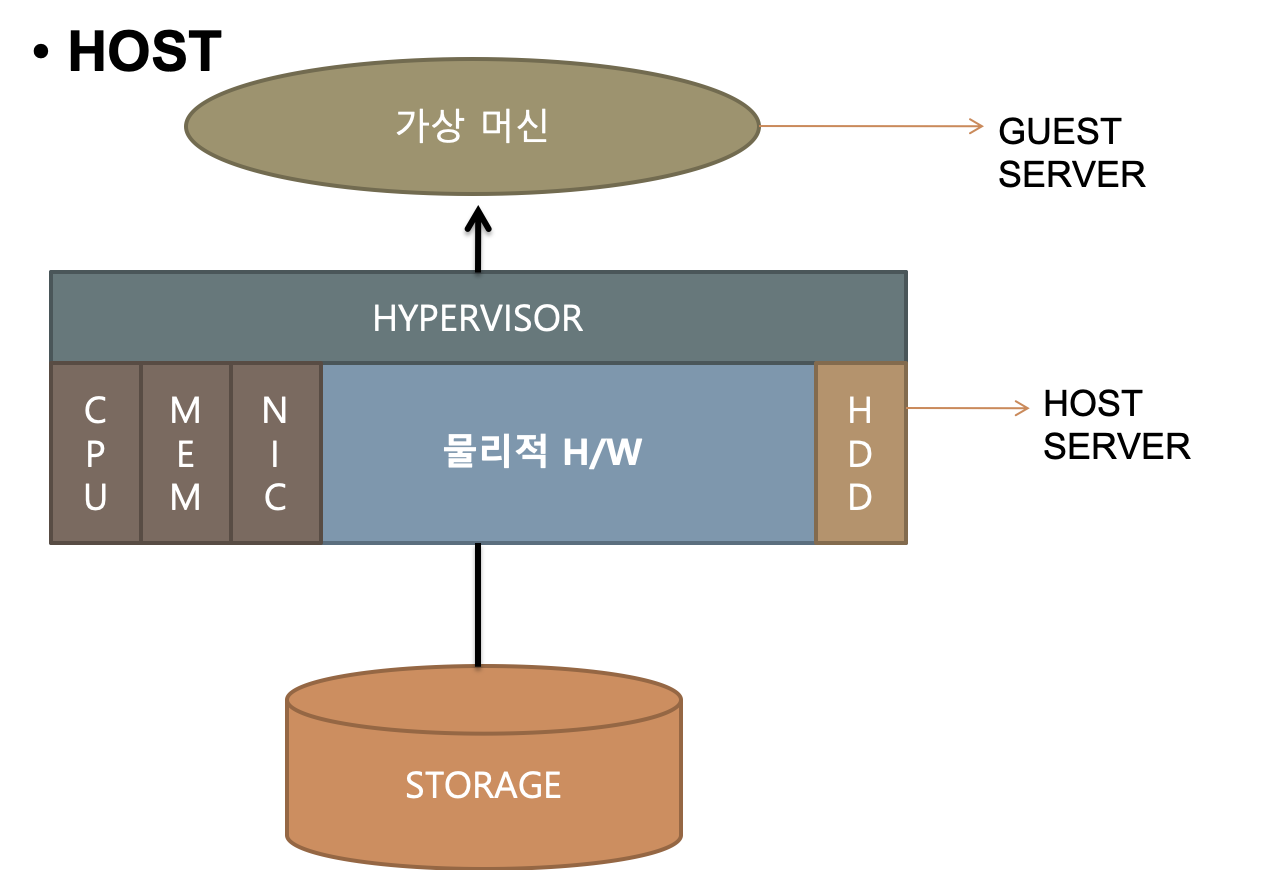 • HOST
가상 머신
GUEST
SERVER
HYPERVISOR
CPU
MEM
NIC
물리적 H/W
HDD
HOST
SERVER
STORAGE